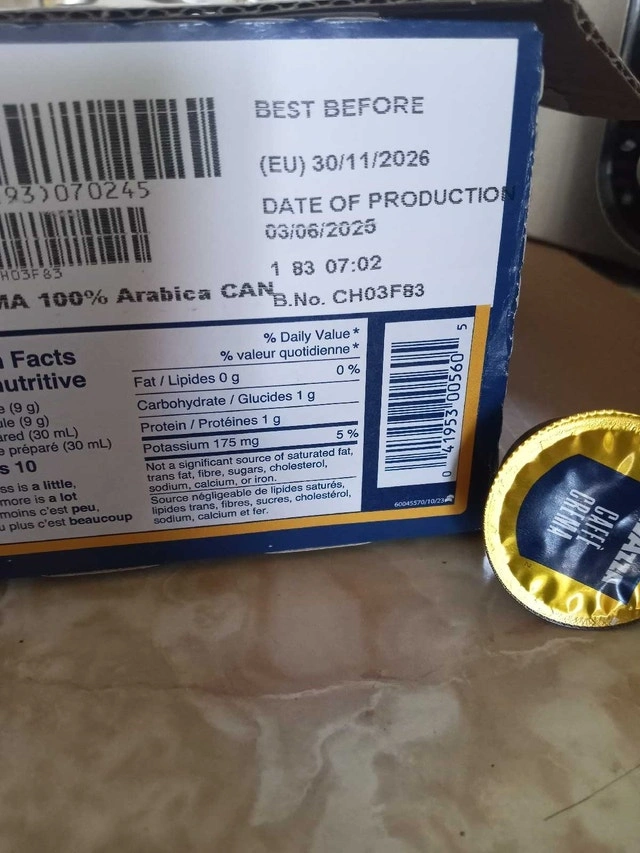 BEST BEFORE
(EU) 30/11/2026
93)070245
DATE OF PRODUCTION
03/06/2025
H03F83
1 83 07:02
MA 100% Arabica CAN
B.No. CH03F83
Facts
nutritive
e (9 g)
ale (9 g)
ared (30 mL)
e préparé (30 mL)
s 10
ss is a little,
more is a lot
moins c'est peu,
u plus c'est beaucoup
% Daily Value*
% valeur quotidienne*
Fat / Lipides 0 g 0 %
Carbohydrate / Glucides 1 g
Protein / Protéines 1 g
Potassium 175 mg 5 %
Not a significant source of saturated fat,
trans fat, fibre, sugars, cholesterol,
sodium, calcium, or iron.
Source négligeable de lipides saturés,
lipides trans, fibres, sucres, cholestérol,
sodium, calcium et fer.
0 41953 00560 5
60045570/10/23
CAFFÈ
CREMA